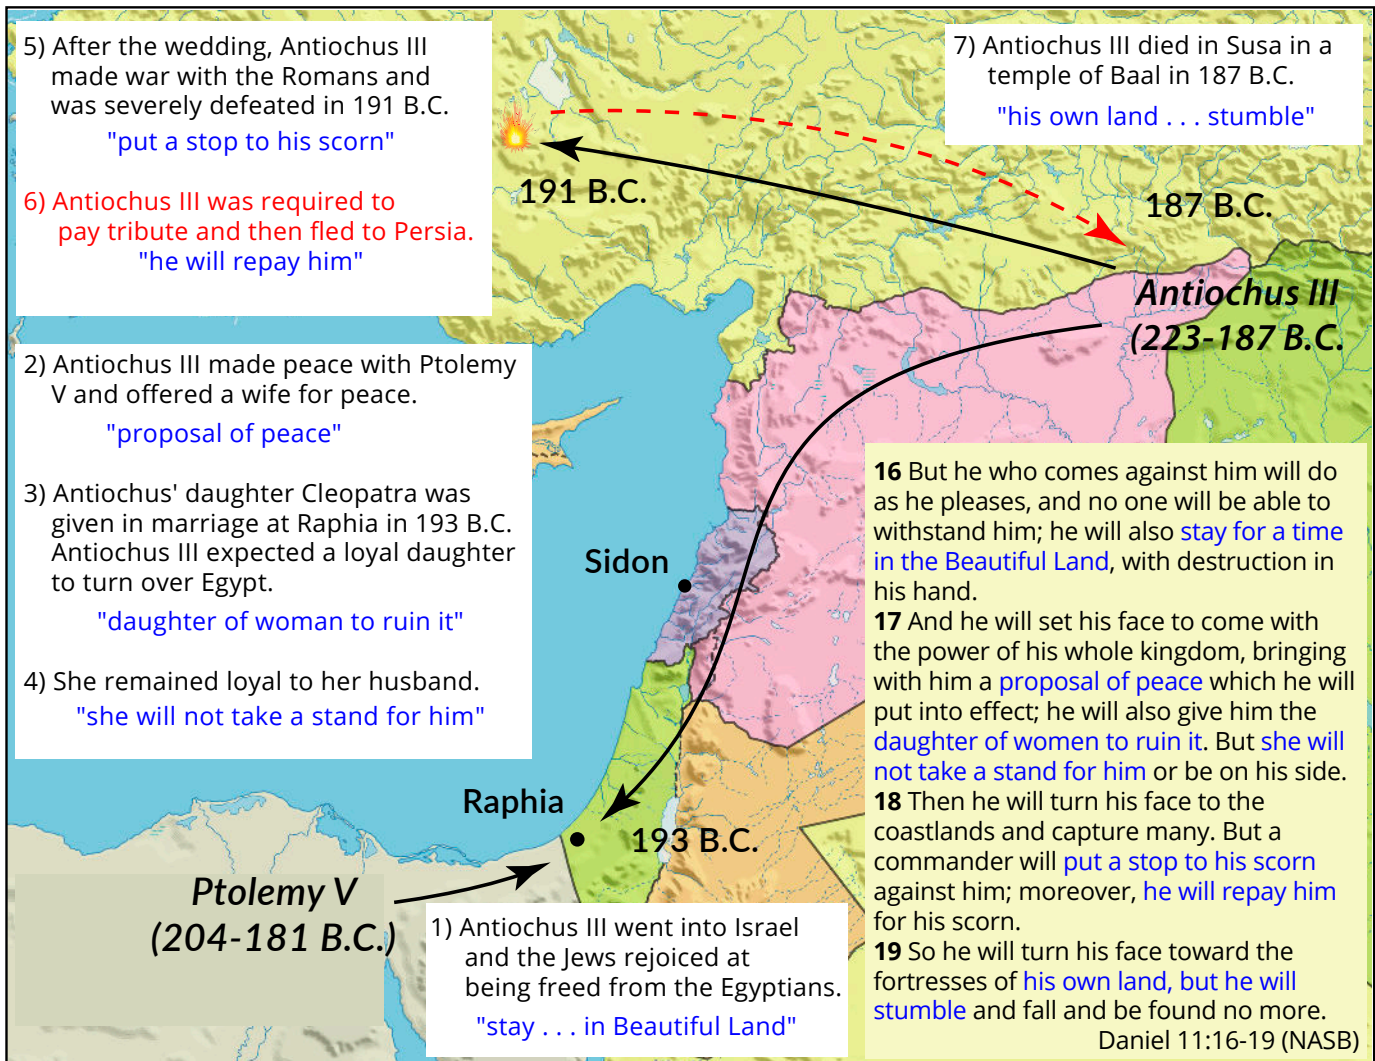 5) After the wedding, Antiochus III
made war with the Romans and
was severely defeated in 191 B.C.
"put a stop to his scorn"
6) Antiochus III was required to
pay tribute and then fled to Persia.
"he will repay him"
7) Antiochus III died in Susa in a
temple of Baal in 187 B.C.
"his own land . . . stumble"
191 B.C.
187 B.C.
Antiochus III
(223-187 B.C.
2) Antiochus III made peace with Ptolemy
V and offered a wife for peace.
"proposal of peace"
3) Antiochus' daughter Cleopatra was
given in marriage at Raphia in 193 B.C.
Antiochus III expected a loyal daughter
to turn over Egypt.
"daughter of woman to ruin it"
4) She remained loyal to her husband.
"she will not take a stand for him"
Sidon
Raphia
193 B.C.
Ptolemy V
(204-181 B.C.)
1) Antiochus III went into Israel
and the Jews rejoiced at
being freed from the Egyptians.
"stay . . . in Beautiful Land"
16 But he who comes against him will do
as he pleases, and no one will be able to
withstand him; he will also stay for a time
in the Beautiful Land, with destruction in
his hand.
17 And he will set his face to come with
the power of his whole kingdom, bringing
with him a proposal of peace which he will
put into effect; he will also give him the
daughter of women to ruin it. But she will
not take a stand for him or be on his side.
18 Then he will turn his face to the
coastlands and capture many. But a
commander will put a stop to his scorn
against him; moreover, he will repay him
for his scorn.
19 So he will turn his face toward the
fortresses of his own land, but he will
stumble and fall and be found no more.
Daniel 11:16-19 (NASB)